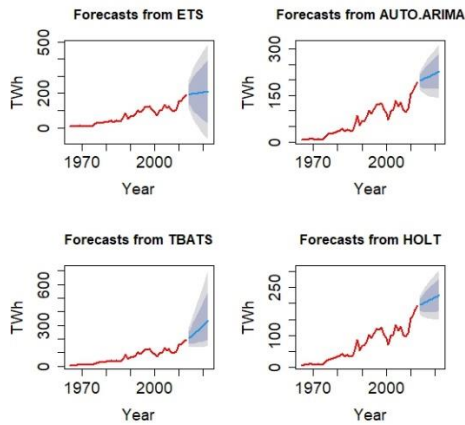 Forecasts from ETS
TWh
500
200
0
1970
2000
Year
Forecasts from AUTO.ARIMA
TWh
300
150
0
1970
2000
Year
Forecasts from TBATS
TWh
600
300
0
1970
2000
Year
Forecasts from HOLT
TWh
250
100
0
1970
2000
Year